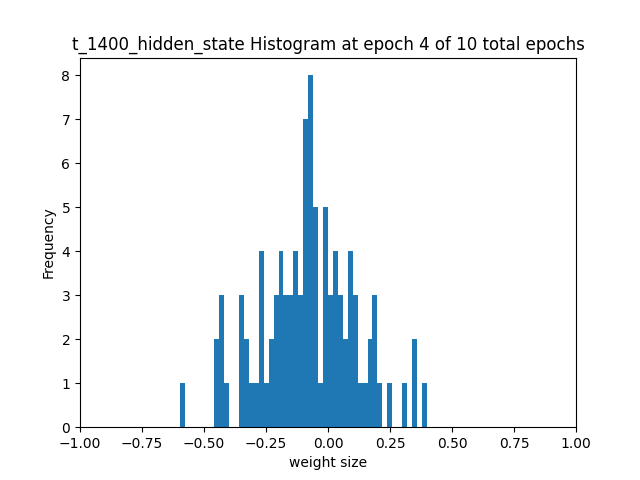 t_1400_hidden_state Histogram at epoch 4 of 10 total epochs
Frequency
8
7
6
5
4
3
2
1
0
−1.00 −0.75 −0.50 −0.25 0.00 0.25 0.50 0.75 1.00
weight size